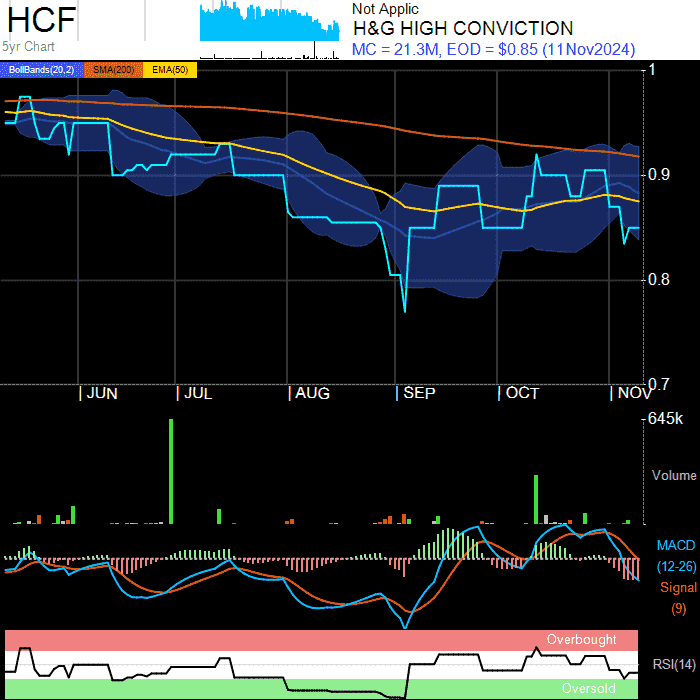 HCF
5yr Chart
Not Applic
H&G HIGH CONVICTION
MC = 21.3M, EOD = $0.85 (11Nov2024)
BollBands(20,2) SMA(200) EMA(50)
1
0.9
0.8
0.7
JUN JUL AUG SEP OCT NOV
645k
Volume
MACD
(12-26)
Signal
(9)
Overbought
RSI(14)
Oversold